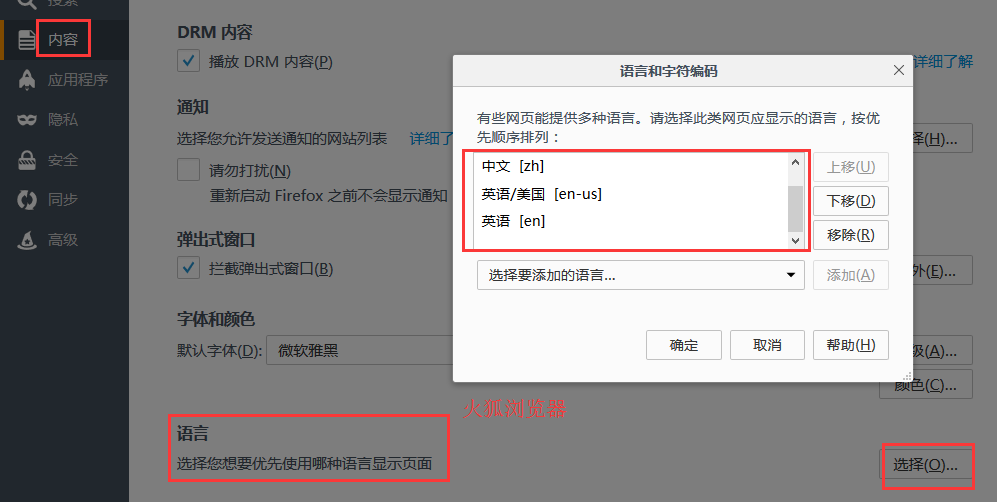 搜索
内容
应用程序
隐私
安全
同步
高级
DRM 内容
播放 DRM 内容(P)
详细了解
通知
选择您允许发送通知的网站列表
详细了
择(H)...
请勿打扰(N)
重新启动 Firefox 之前不会显示通知
弹出式窗口
拦截弹出式窗口(B)
外(E)...
字体和颜色
默认字体(D):
微软雅黑
级(A)...
颜色(C)...
语言
选择您想要优先使用哪种语言显示页面
选择(O)...
语言和字符编码
有些网页能提供多种语言。请选择此类网页应显示的语言，按优
先顺序排列：
中文 [zh]
英语/美国 [en-us]
英语 [en]
上移(U)
下移(D)
移除(R)
选择要添加的语言...
添加(A)
确定
取消
帮助(H)
火狐浏览器